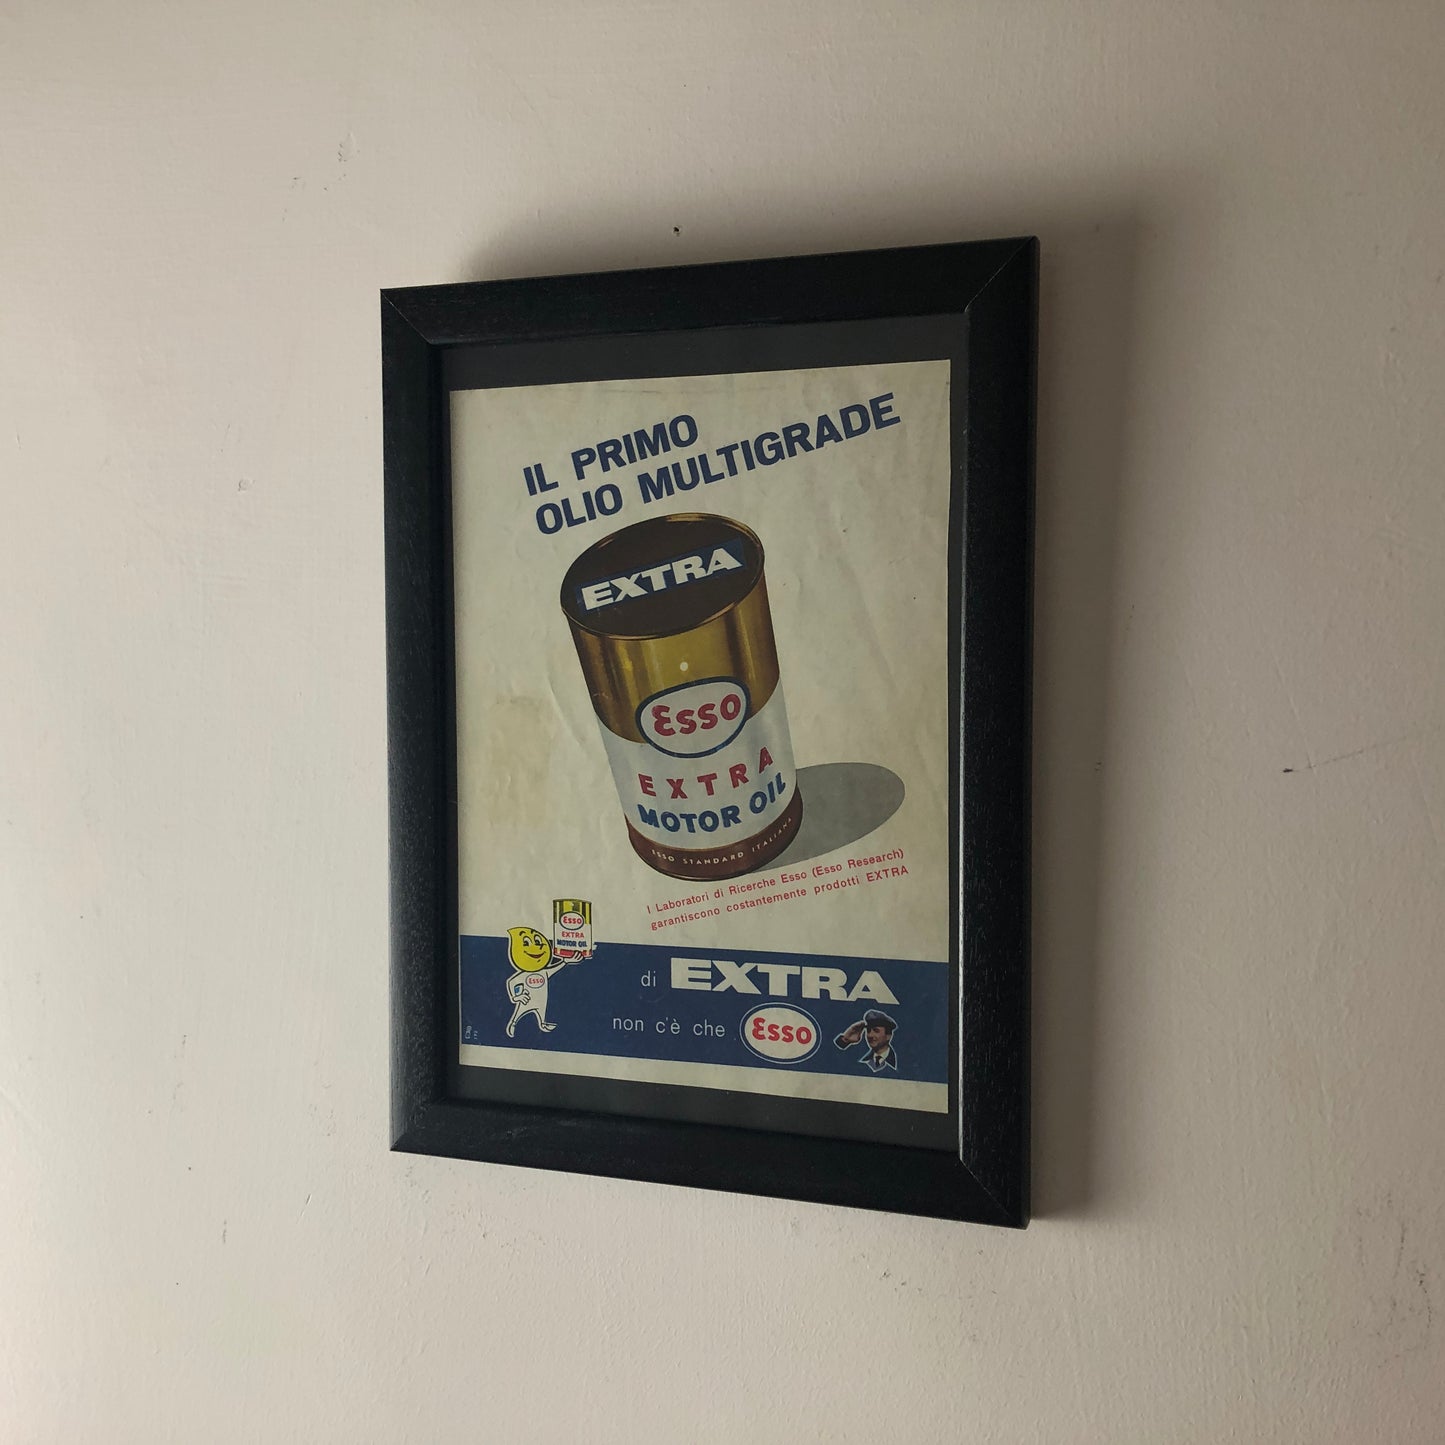 IL PRIMO
OLIO MULTIGRADE
EXTRA
Esso
EXTRA
MOTOR OIL
ESSO STANDARD ITALIANA
I Laboratori di Ricerche Esso (Esso Research)
garantiscono costantemente prodotti EXTRA
Esso
EXTRA
MOTOR OIL
Esso
di EXTRA
non c'è che Esso